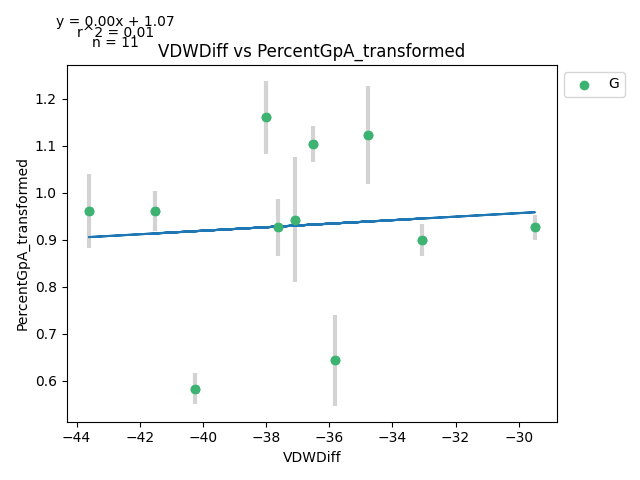 y = 0.00x + 1.07
r^2 = 0.01
n = 11
VDWDiff vs PercentGpA_transformed
G
PercentGpA_transformed
1.2
1.1
1.0
0.9
0.8
0.7
0.6
−44 −42 −40 −38 −36 −34 −32 −30
VDWDiff